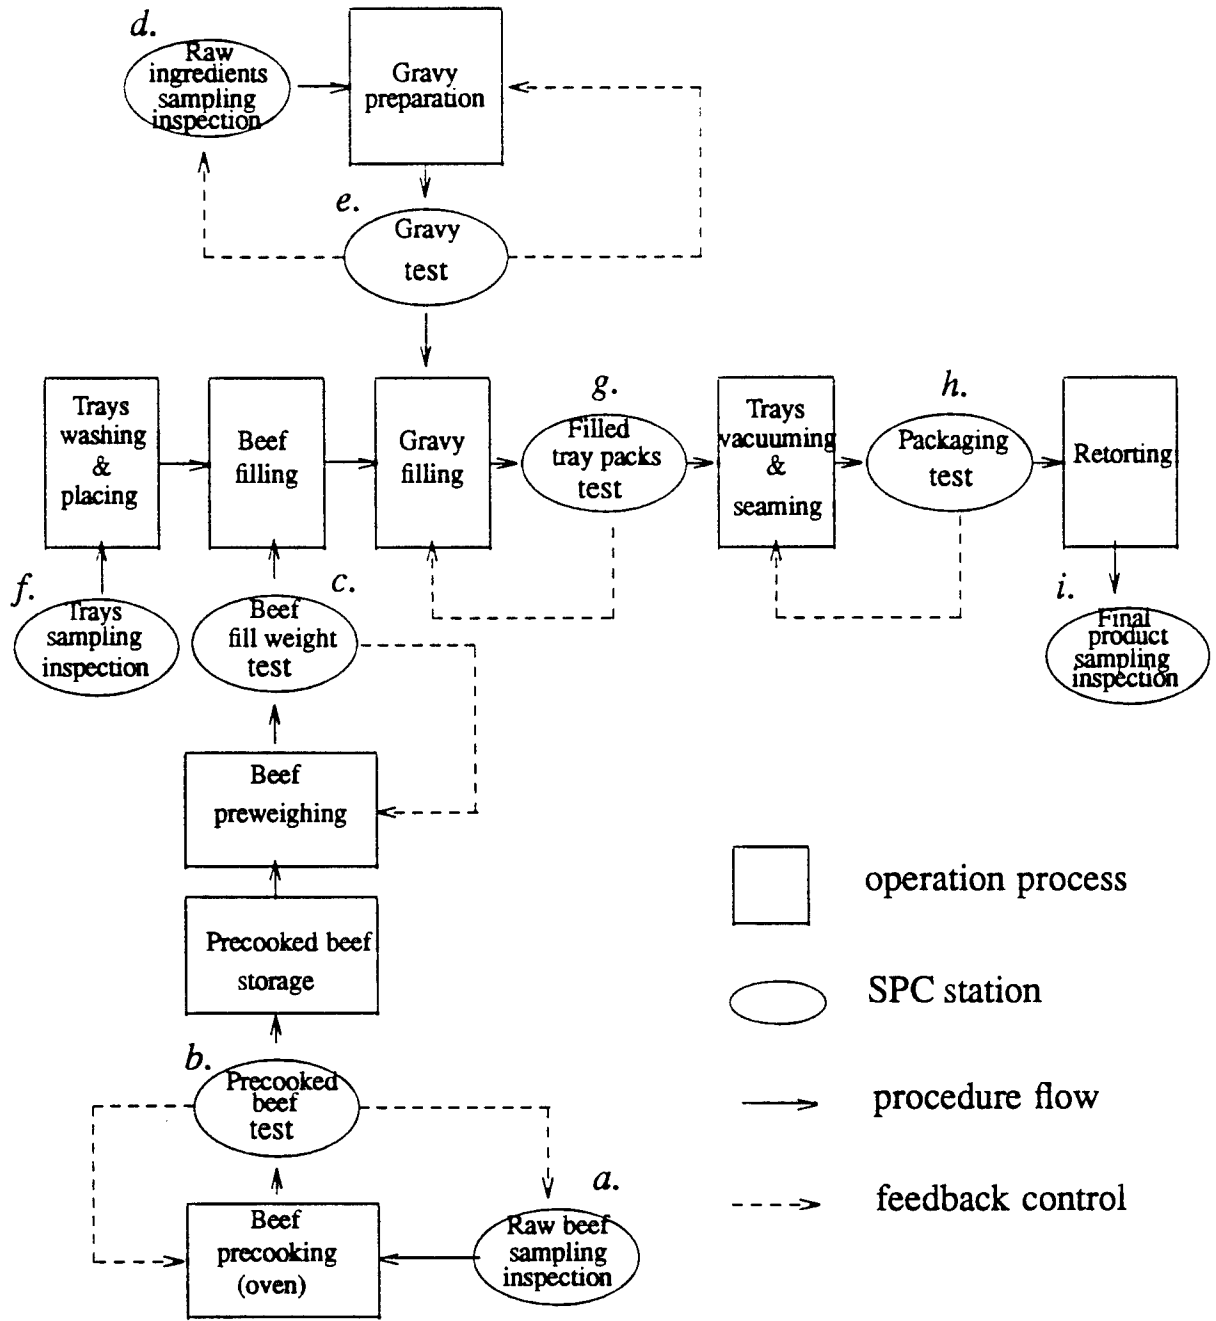 d.
Raw
ingredients
sampling
inspection
Gravy
preparation
e.
Gravy
test
Trays
washing
&
placing
Beef
filling
Gravy
filling
g.
Filled
tray packs
test
Trays
vacuuming
&
seaming
h.
Packaging
test
Retorting
f.
Trays
sampling
inspection
c.
Beef
fill weight
test
i.
Final
product
sampling
inspection
Beef
preweighing
Precooked beef
storage
b.
Precooked
beef
test
a.
Raw beef
sampling
inspection
Beef
precooking
(oven)
operation process
SPC station
procedure flow
feedback control